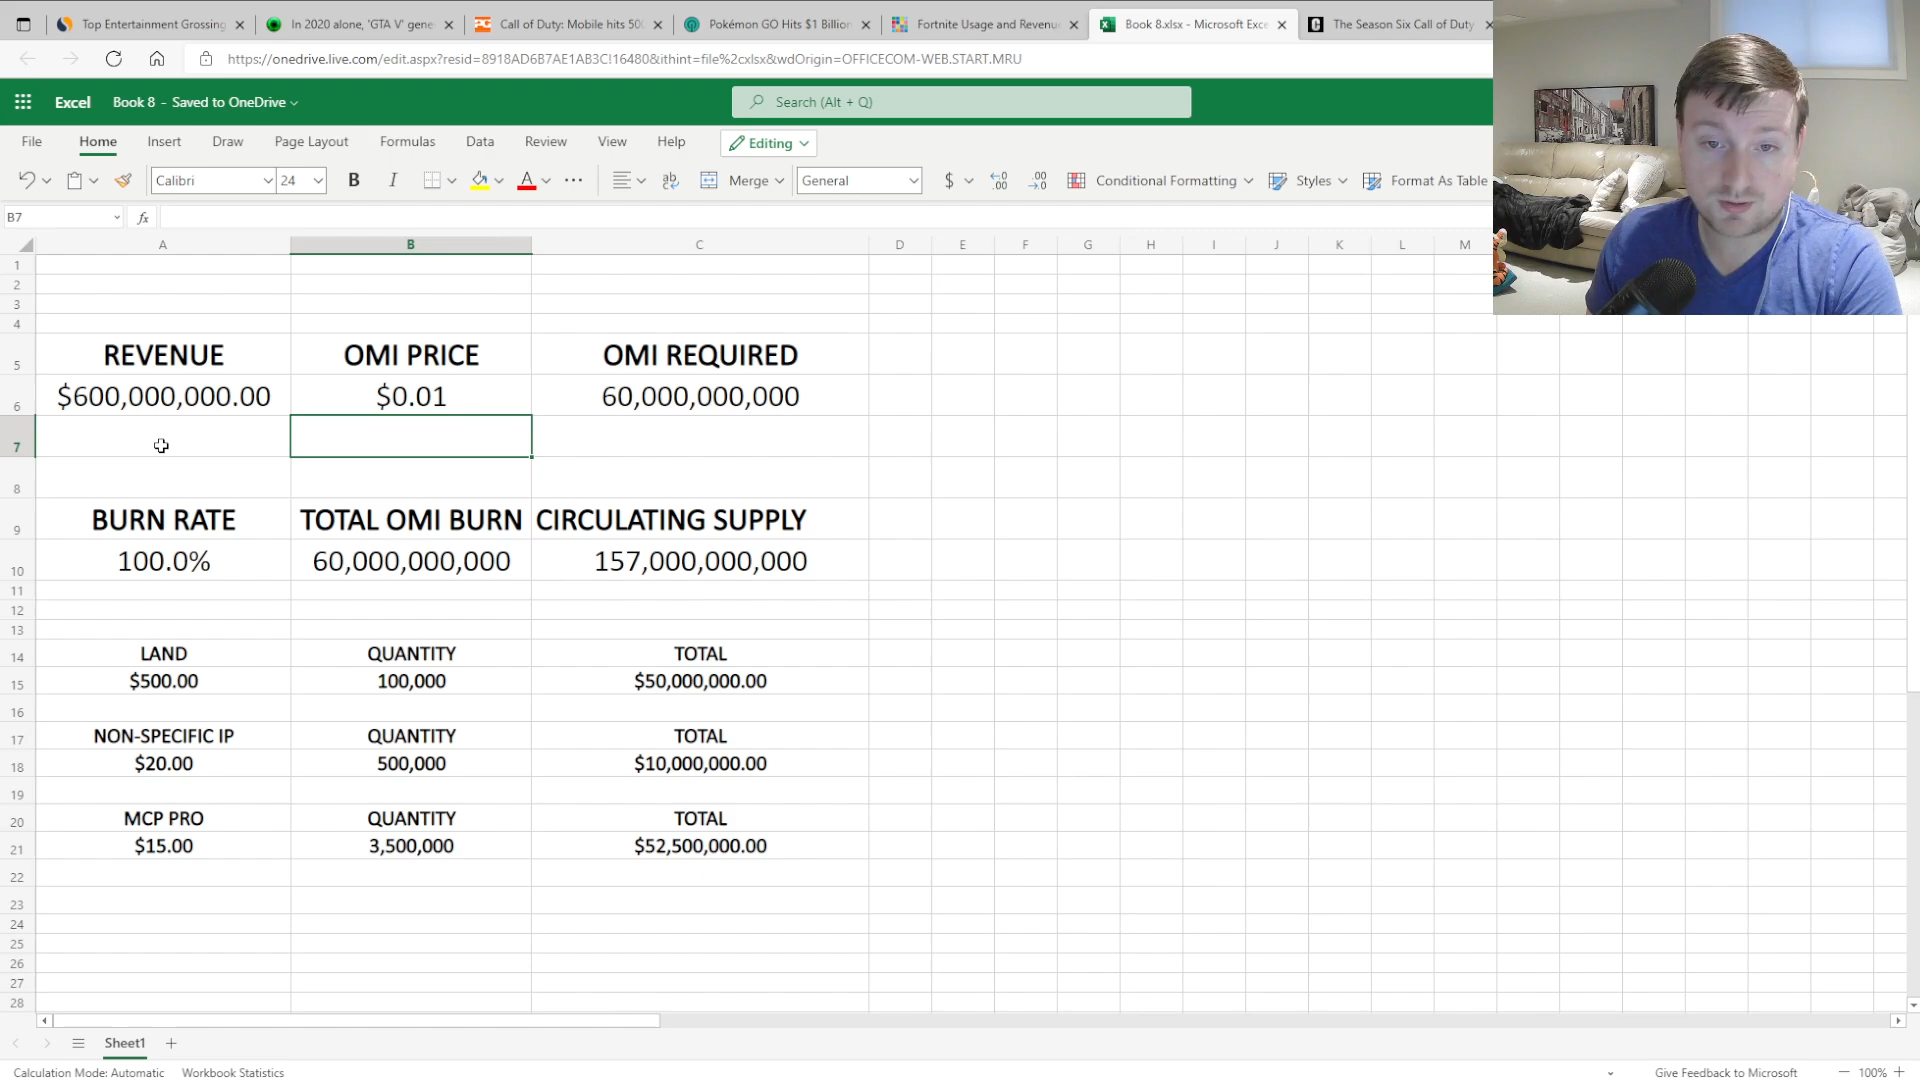 Top Entertainment Grossing
In 2020 alone, 'GTA V' gene
Call of Duty: Mobile hits 500
Pokémon GO Hits $1 Billion
Fortnite Usage and Revenu
Book 8.xlsx - Microsoft Exce
The Season Six Call of Duty
https://onedrive.live.com/edit.aspx?resid=8918AD6B7AE1AB3C!16480&ithint=file%2cxlsx&wdOrigin=OFFICECOM-WEB.START.MRU
Excel Book 8 - Saved to OneDrive
Search (Alt + Q)
File Home Insert Draw Page Layout Formulas Data Review View Help Editing
Calibri 24 B I A ab Merge General $ Conditional Formatting Styles Format As Table
B7 fx
A B C D E F G H I J K L M
1
2
3
4
5 REVENUE OMI PRICE OMI REQUIRED
6 $600,000,000.00 $0.01 60,000,000,000
7
8
9 BURN RATE TOTAL OMI BURN CIRCULATING SUPPLY
10 100.0% 60,000,000,000 157,000,000,000
11
12
13
14 LAND QUANTITY TOTAL
15 $500.00 100,000 $50,000,000.00
16
17 NON-SPECIFIC IP QUANTITY TOTAL
18 $20.00 500,000 $10,000,000.00
19
20 MCP PRO QUANTITY TOTAL
21 $15.00 3,500,000 $52,500,000.00
22
23
24
25
26
27
28
Sheet1
Calculation Mode: Automatic Workbook Statistics Give Feedback to Microsoft 100%